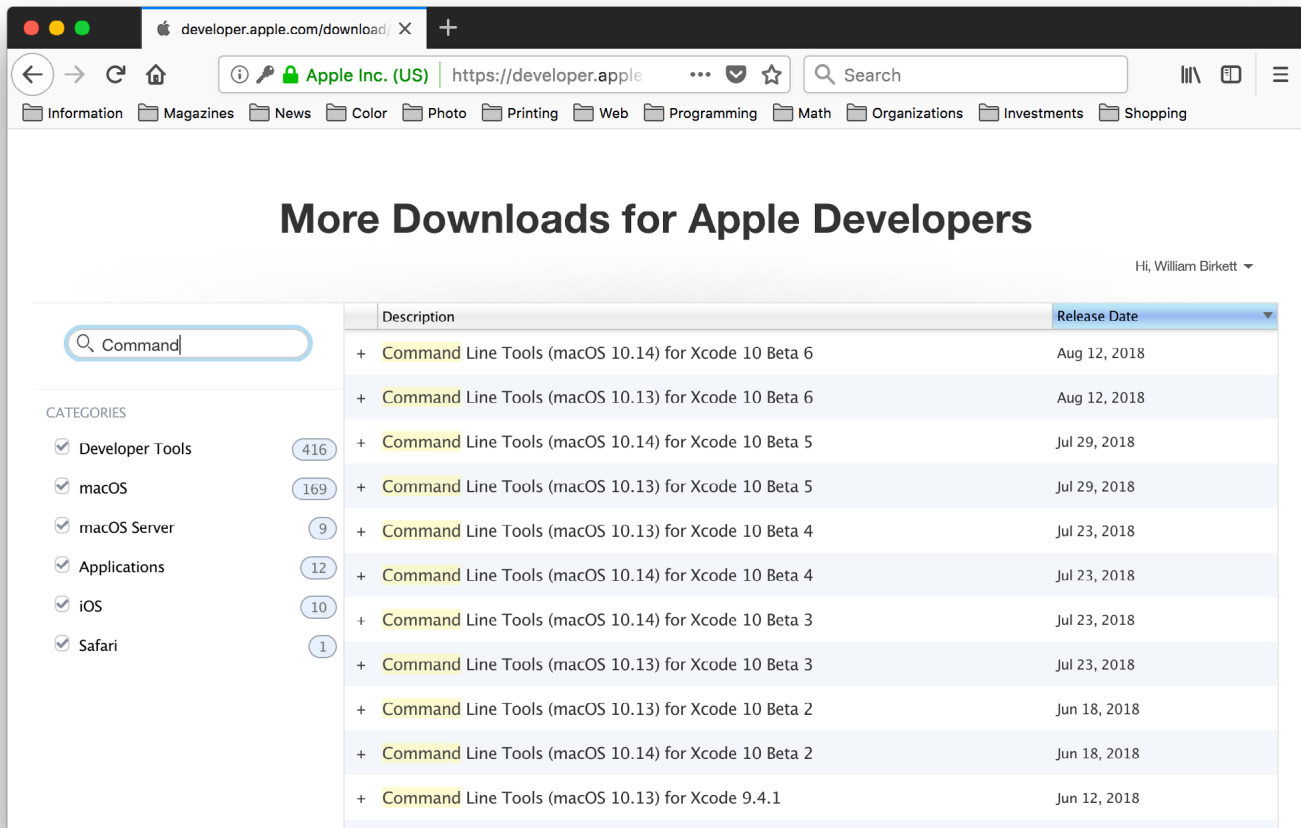 developer.apple.com/download/
Apple Inc. (US) https://developer.apple Search
Information Magazines News Color Photo Printing Web Programming Math Organizations Investments Shopping
More Downloads for Apple Developers
Hi, William Birkett
Command
CATEGORIES
Developer Tools 416
macOS 169
macOS Server 9
Applications 12
iOS 10
Safari 1
Description Release Date
+ Command Line Tools (macOS 10.14) for Xcode 10 Beta 6 Aug 12, 2018
+ Command Line Tools (macOS 10.13) for Xcode 10 Beta 6 Aug 12, 2018
+ Command Line Tools (macOS 10.14) for Xcode 10 Beta 5 Jul 29, 2018
+ Command Line Tools (macOS 10.13) for Xcode 10 Beta 5 Jul 29, 2018
+ Command Line Tools (macOS 10.13) for Xcode 10 Beta 4 Jul 23, 2018
+ Command Line Tools (macOS 10.14) for Xcode 10 Beta 4 Jul 23, 2018
+ Command Line Tools (macOS 10.14) for Xcode 10 Beta 3 Jul 23, 2018
+ Command Line Tools (macOS 10.13) for Xcode 10 Beta 3 Jul 23, 2018
+ Command Line Tools (macOS 10.13) for Xcode 10 Beta 2 Jun 18, 2018
+ Command Line Tools (macOS 10.14) for Xcode 10 Beta 2 Jun 18, 2018
+ Command Line Tools (macOS 10.13) for Xcode 9.4.1 Jun 12, 2018